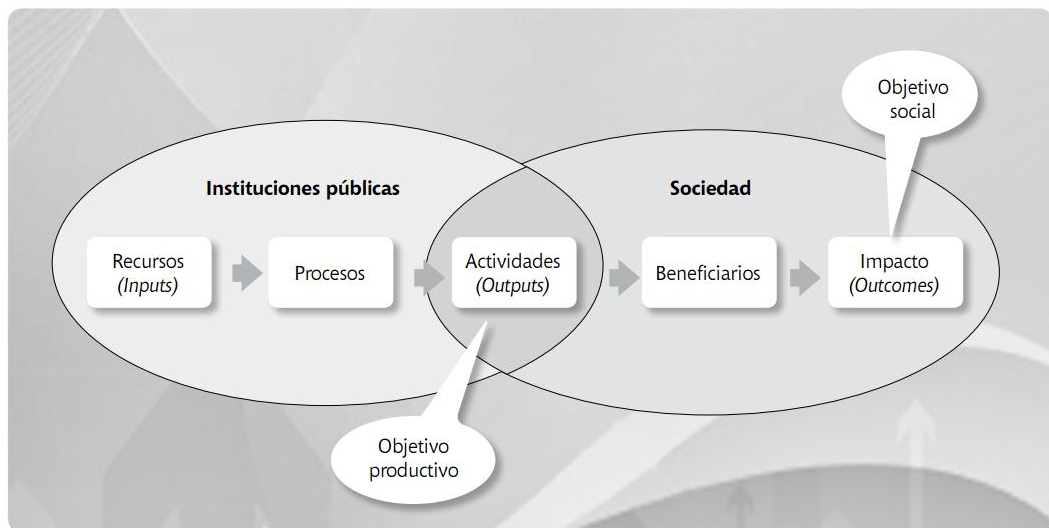 Objetivo
social
Instituciones públicas
Sociedad
Recursos
(Inputs)
Procesos
Actividades
(Outputs)
Beneficiarios
Impacto
(Outcomes)
Objetivo
productivo